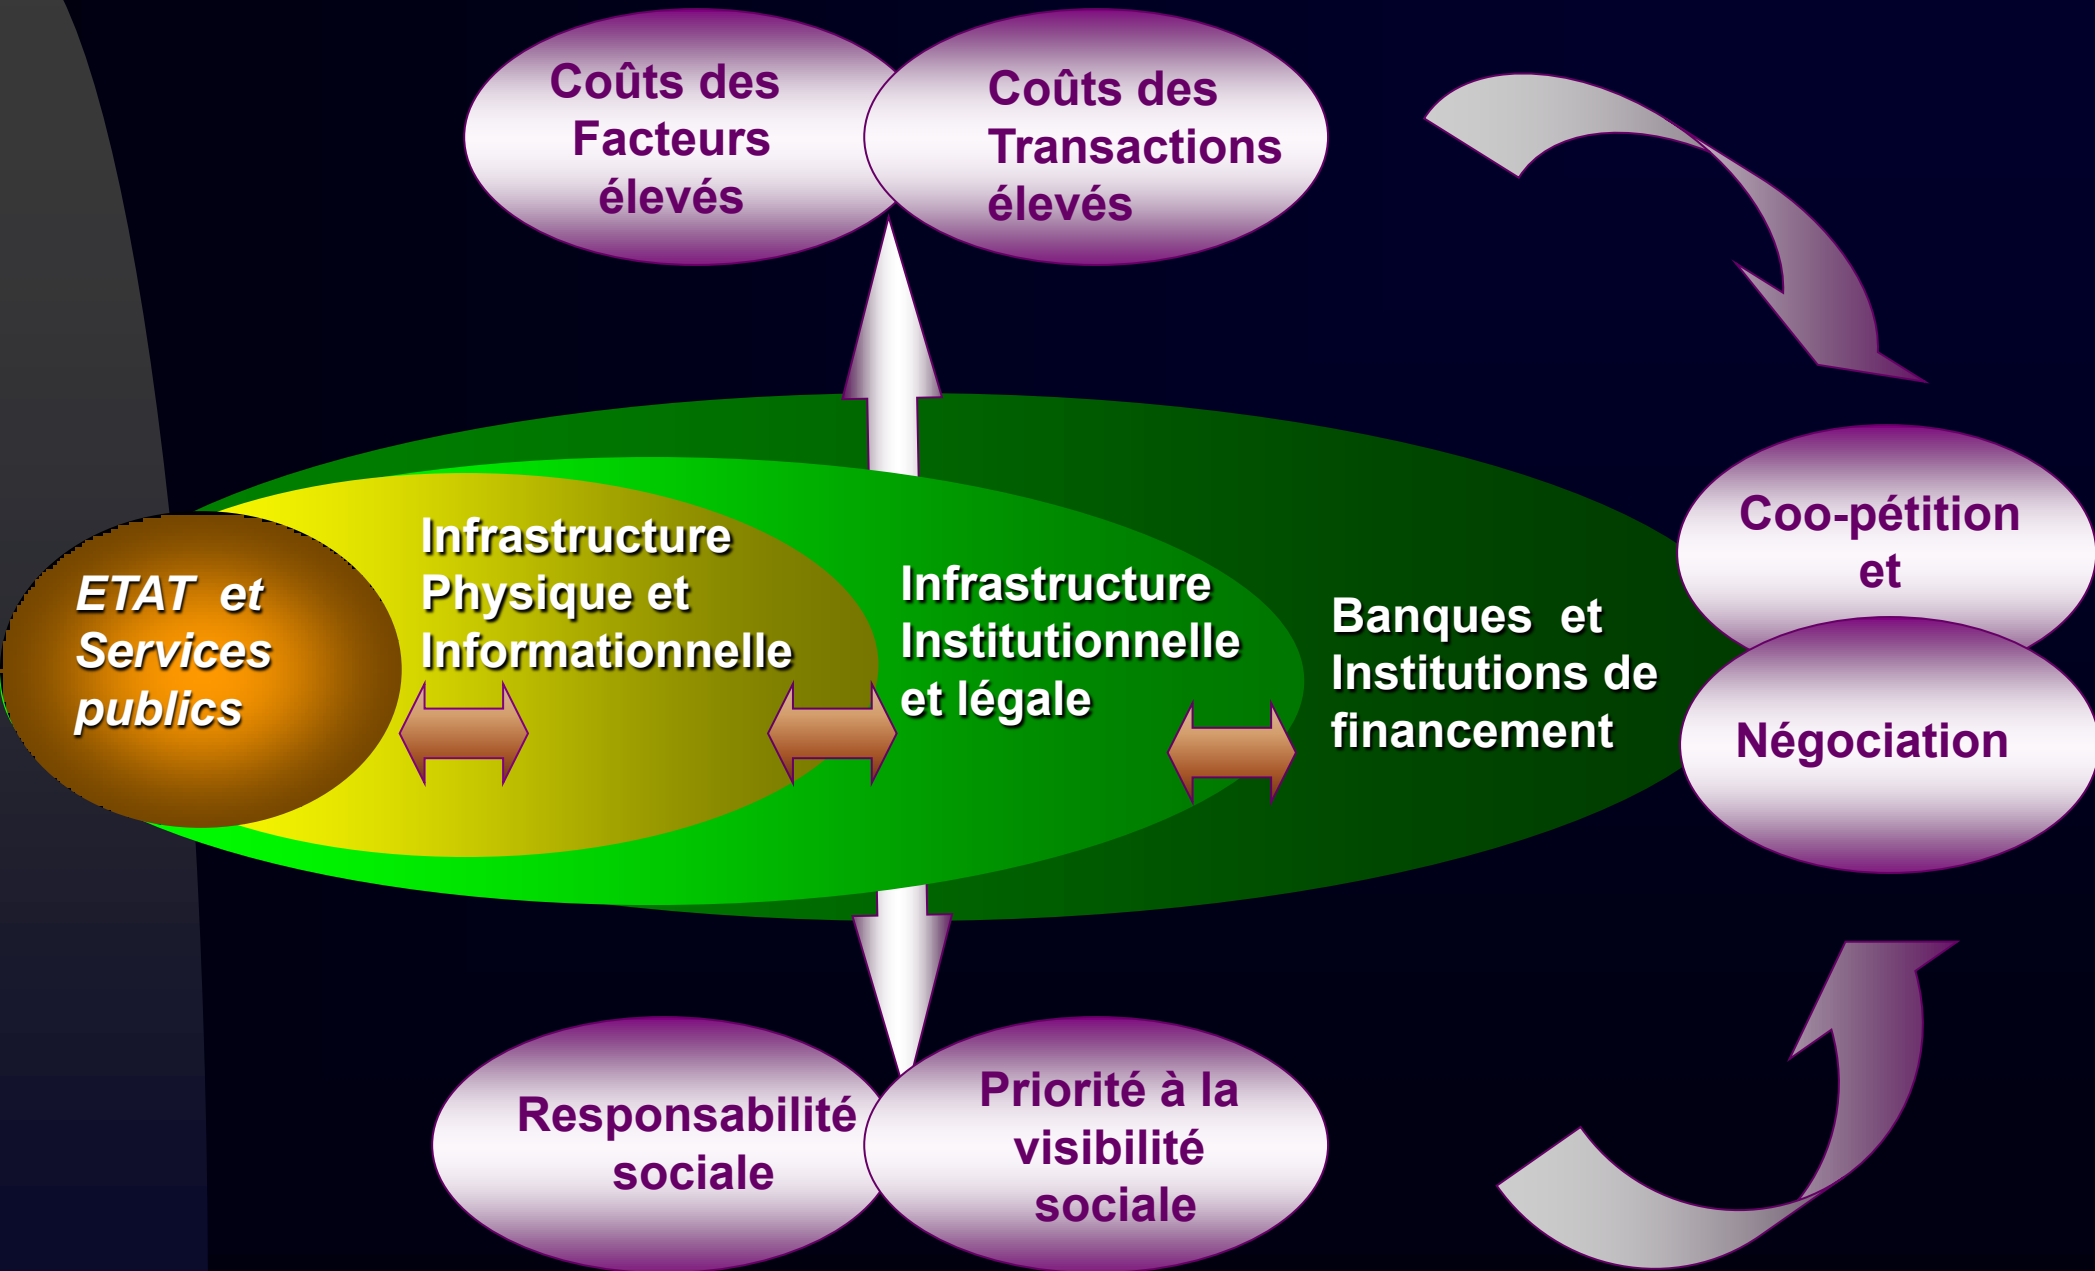 Coûts des
Facteurs
élevés
Coûts des
Transactions
élevés
ETAT et
Services
publics
Infrastructure
Physique et
Informationnelle
Infrastructure
Institutionnelle
et légale
Banques et
Institutions de
financement
Coo-pétition
et
Négociation
Responsabilité
sociale
Priorité à la
visibilité
sociale